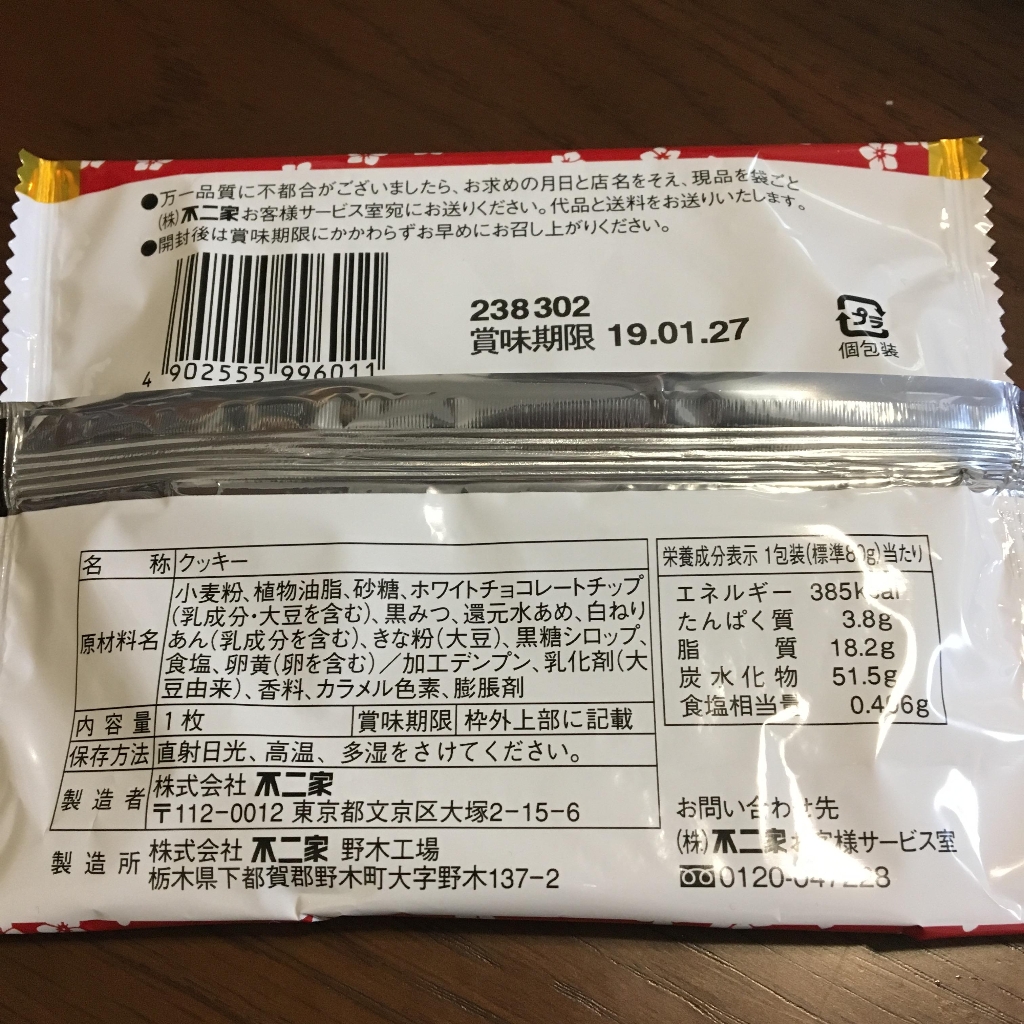 ●万一品質に不都合がございましたら、お求めの月日と店名をそえ、現品を袋ごと
(株)不二家お客様サービス室宛にお送りください。代品と送料をお送りいたします。
●開封後は賞味期限にかかわらずお早めにお召し上がりください。
4 902555 996011
238302
賞味期限 19.01.27
プラ
個包装
名称 クッキー
原材料名 小麦粉、植物油脂、砂糖、ホワイトチョコレートチップ
(乳成分・大豆を含む)、黒みつ、還元水あめ、白ねり
あん(乳成分を含む)、きな粉(大豆)、黒糖シロップ、
食塩、卵黄(卵を含む)/加工デンプン、乳化剤(大
豆由来)、香料、カラメル色素、膨脹剤
内容量 1枚 賞味期限 枠外上部に記載
保存方法 直射日光、高温、多湿をさけてください。
製造者 株式会社 不二家
〒112-0012 東京都文京区大塚2-15-6
製造所 株式会社 不二家 野木工場
栃木県下都賀郡野木町大字野木137-2
栄養成分表示 1包装(標準 当たり
エネルギー 385kcal
たんぱく質 3.8g
脂質 18.2g
炭水化物 51.5g
食塩相当量
お問い合わせ先
(株)不二家お客様サービス室